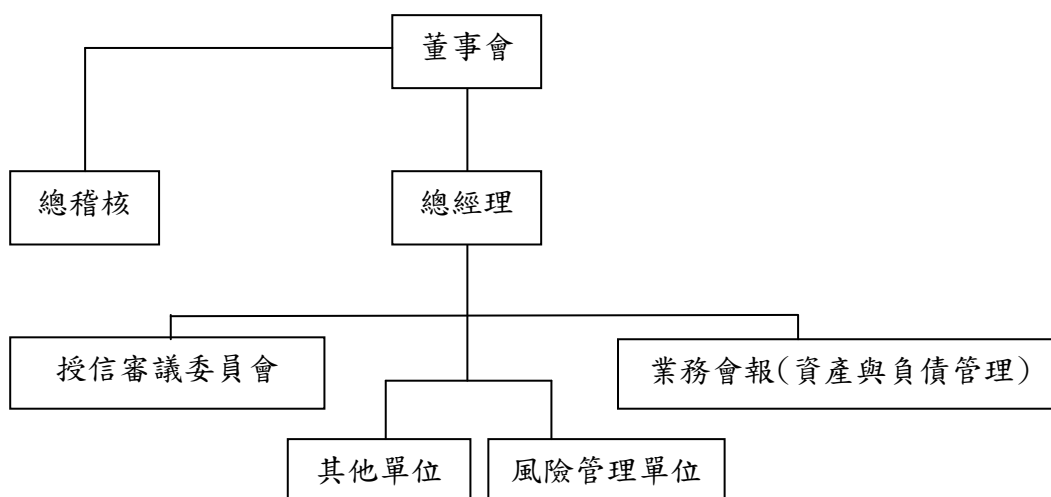 董事會
總稽核
總經理
授信審議委員會
業務會報(資產與負債管理)
其他單位
風險管理單位